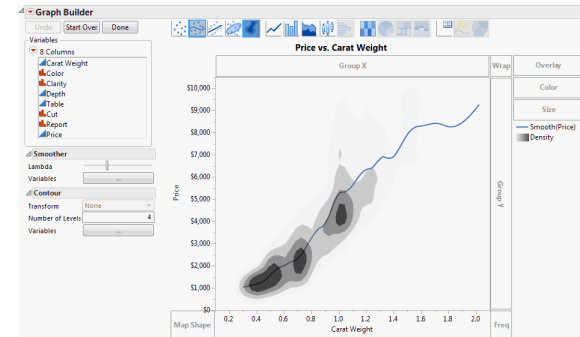 Graph Builder
Undo Start Over Done
Variables
8 Columns
Carat Weight
Color
Clarity
Depth
Table
Cut
Report
Price
Smoother
Lambda
Variables ...
Contour
Transform None
Number of Levels 4
Variables ...
Price vs. Carat Weight
Group X
Wrap
Overlay
Color
Size
Smooth(Price)
Density
Group Y
Price
$10,000
$9,000
$8,000
$7,000
$6,000
$5,000
$4,000
$3,000
$2,000
$1,000
$0
0.2 0.4 0.6 0.8 1.0 1.2 1.4 1.6 1.8 2.0
Carat Weight
Map Shape
Freq